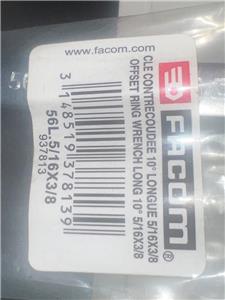 FACOM®
CLE CONTRECOUDEE 10° LONGUE 5/16X3/8
OFFSET RING WRENCH LONG 10° 5/16X3/8
www.facom.com
3 148519 378139
56L.5/16X3/8
937813